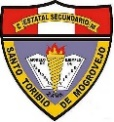 C. ESTATAL SECUNDARIO M.
SANTO TORIBIO
DE MOGROVEJO